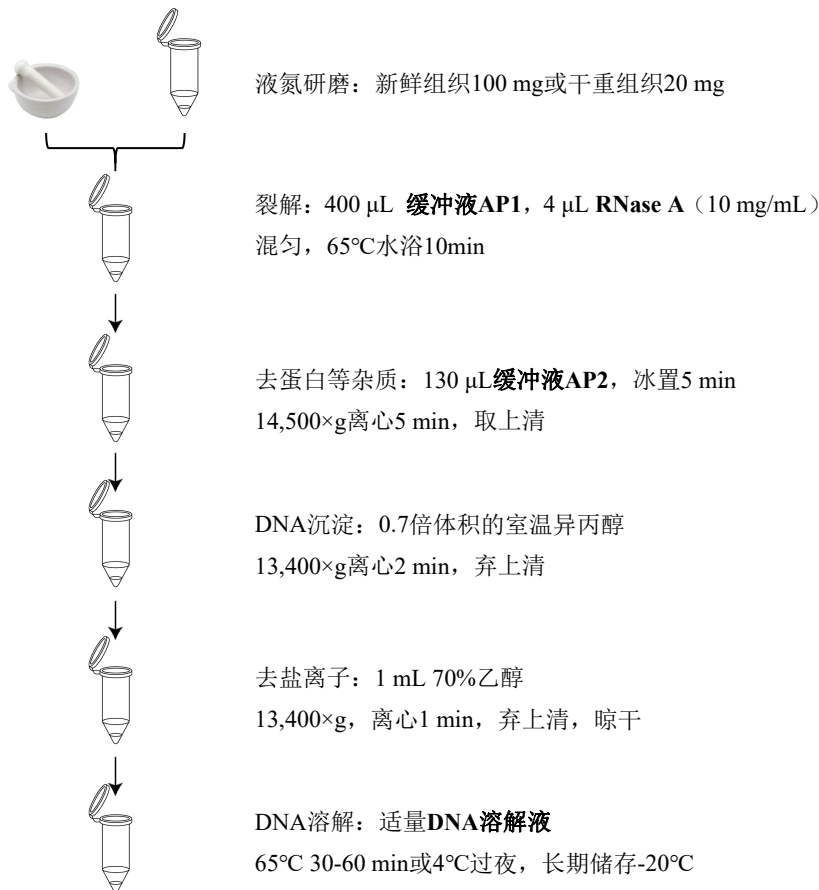 液氮研磨：新鲜组织100 mg或干重组织20 mg
裂解：400 μL 缓冲液AP1，4 μL RNase A（10 mg/mL）
混匀，65°C水浴10min
去蛋白等杂质：130 μL缓冲液AP2，冰置5 min
14,500×g离心5 min，取上清
DNA沉淀：0.7倍体积的室温异丙醇
13,400×g离心2 min，弃上清
去盐离子：1 mL 70%乙醇
13,400×g，离心1 min，弃上清，晾干
DNA溶解：适量DNA溶解液
65°C 30-60 min或4°C过夜，长期储存-20°C